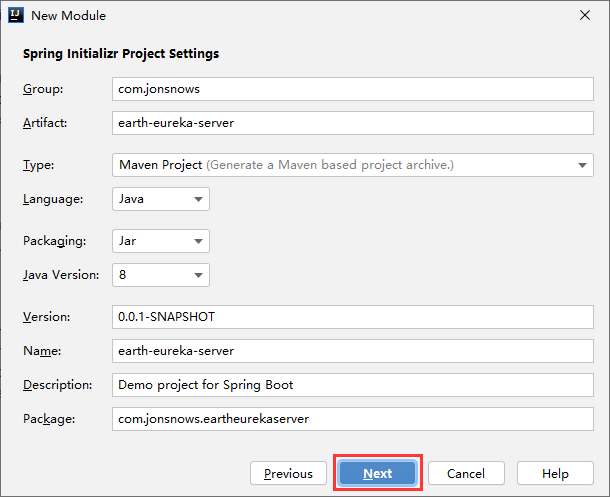 New Module
Spring Initializr Project Settings
Group: com.jonsnows
Artifact: earth-eureka-server
Type: Maven Project (Generate a Maven based project archive.)
Language: Java
Packaging: Jar
Java Version: 8
Version: 0.0.1-SNAPSHOT
Name: earth-eureka-server
Description: Demo project for Spring Boot
Package: com.jonsnows.eartheurekaserver
Previous Next Cancel Help